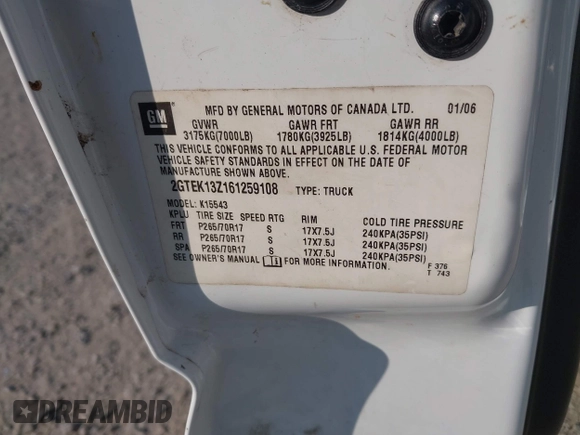 GM
MFD BY GENERAL MOTORS OF CANADA LTD. 01/06
GVWR GAWR FRT GAWR RR
3175KG(7000LB) 1780KG(3925LB) 1814KG(4000LB)
THIS VEHICLE CONFORMS TO ALL APPLICABLE U.S. FEDERAL MOTOR
VEHICLE SAFETY STANDARDS IN EFFECT ON THE DATE OF
MANUFACTURE SHOWN ABOVE.
2GTEK13Z161259108 TYPE: TRUCK
MODEL: K15543
KPLU TIRE SIZE SPEED RTG RIM COLD TIRE PRESSURE
FRT P265/70R17 S 17X7.5J 240KPA(35PSI)
RR P265/70R17 S 17X7.5J 240KPA(35PSI)
SPA P265/70R17 S 17X7.5J 240KPA(35PSI)
SEE OWNER'S MANUAL FOR MORE INFORMATION. F 376
T 743
DREAMBID